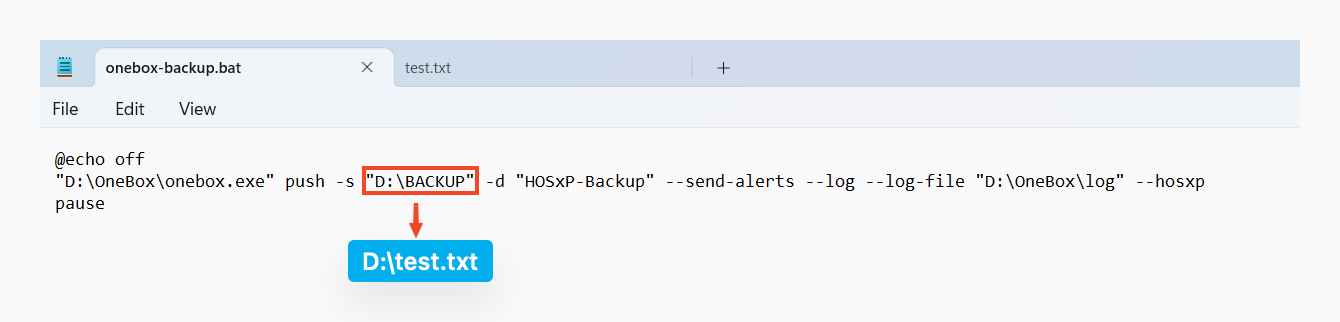 onebox-backup.bat test.txt
File Edit View
@echo off
"D:\OneBox\onebox.exe" push -s "D:\BACKUP" -d "HOSxP-Backup" --send-alerts --log --log-file "D:\OneBox\log" --hosxp
pause
D:\test.txt